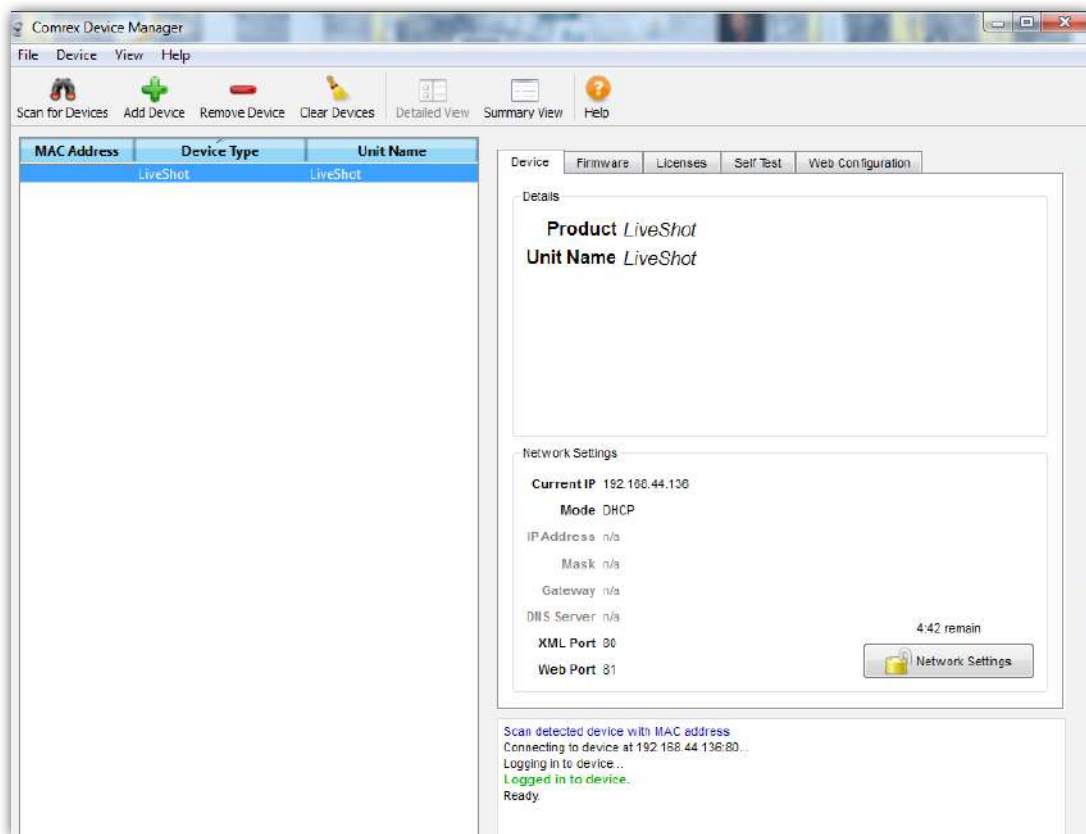 Comrex Device Manager
File Device View Help
Scan for Devices Add Device Remove Device Clear Devices Detailed View Summary View Help
MAC Address Device Type Unit Name
LiveShot LiveShot
Device Firmware Licenses Self Test Web Configuration
Details
Product LiveShot
Unit Name LiveShot
Network Settings
Current IP 192.168.44.136
Mode DHCP
IP Address n/a
Mask n/a
Gateway n/a
DNS Server n/a
XML Port 80
Web Port 81
4:42 remain
Network Settings
Scan detected device with MAC address
Connecting to device at 192.168.44.136:80...
Logging in to device...
Logged in to device.
Ready.